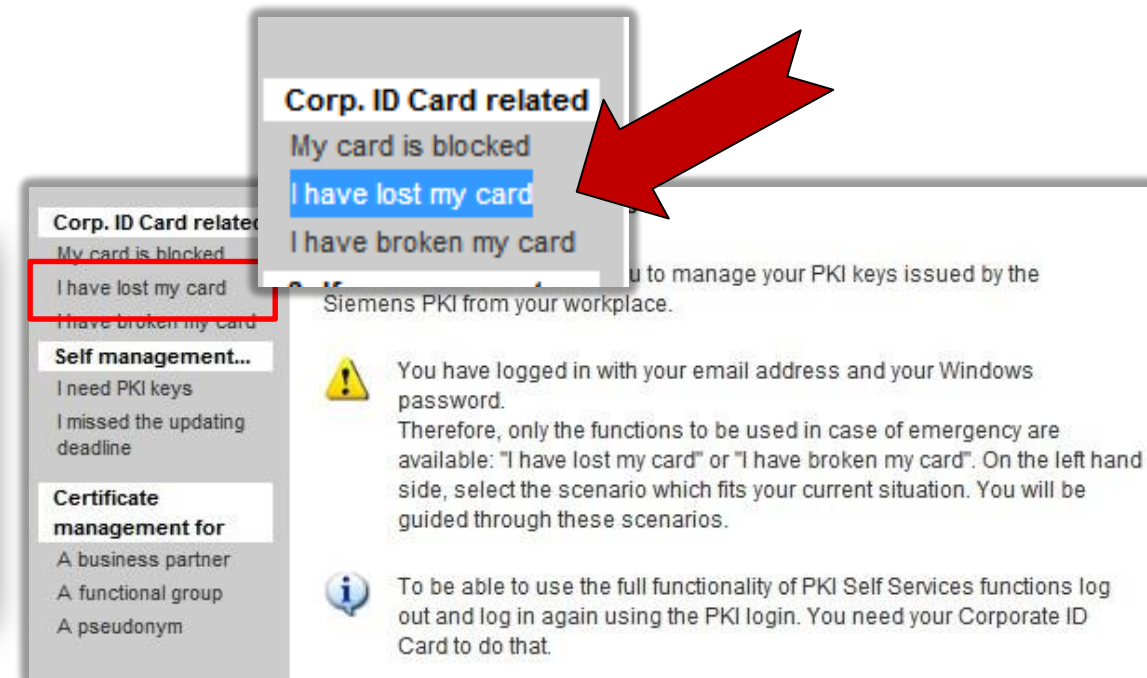 Corp. ID Card related
My card is blocked
I have lost my card
I have broken my card
Corp. ID Card related
My card is blocked
I have lost my card
I have broken my card
Self management...
I need PKI keys
I missed the updating
deadline
Certificate
management for
A business partner
A functional group
A pseudonym
to manage your PKI keys issued by the
Siemens PKI from your workplace.
You have logged in with your email address and your Windows
password.
Therefore, only the functions to be used in case of emergency are
available: "I have lost my card" or "I have broken my card". On the left hand
side, select the scenario which fits your current situation. You will be
guided through these scenarios.
To be able to use the full functionality of PKI Self Services functions log
out and log in again using the PKI login. You need your Corporate ID
Card to do that.